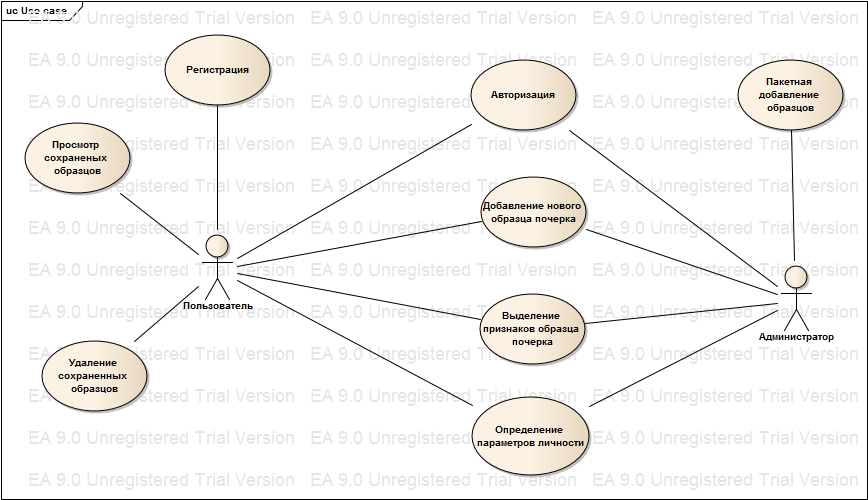 uc Use case
EA 9.0 Unregistered Trial Version EA 9.0 Unregistered Trial Version EA 9.0 Unregistered Trial Version
Регистрация
Авторизация
Пакетная
добавление
образцов
Просмотр
сохраненых
образцов
Добавление нового
образца почерка
Пользователь
Администратор
Выделение
признаков образца
почерка
Удаление
сохраненных
образцов
Определение
параметров личности